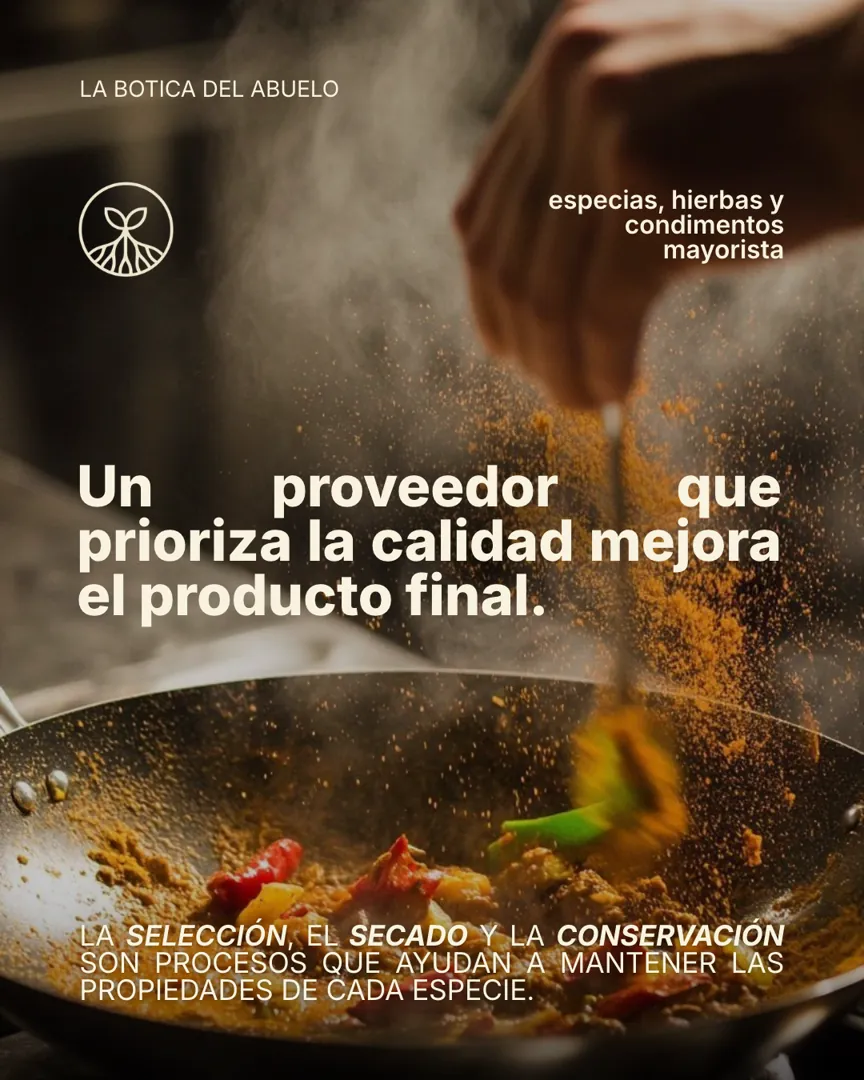 LA BOTICA DEL ABUELO
especias, hierbas y
condimentos
mayorista
Un proveedor que
prioriza la calidad mejora
el producto final.
LA SELECCIÓN, EL SECADO Y LA CONSERVACIÓN
SON PROCESOS QUE AYUDAN A MANTENER LAS
PROPIEDADES DE CADA ESPECIE.